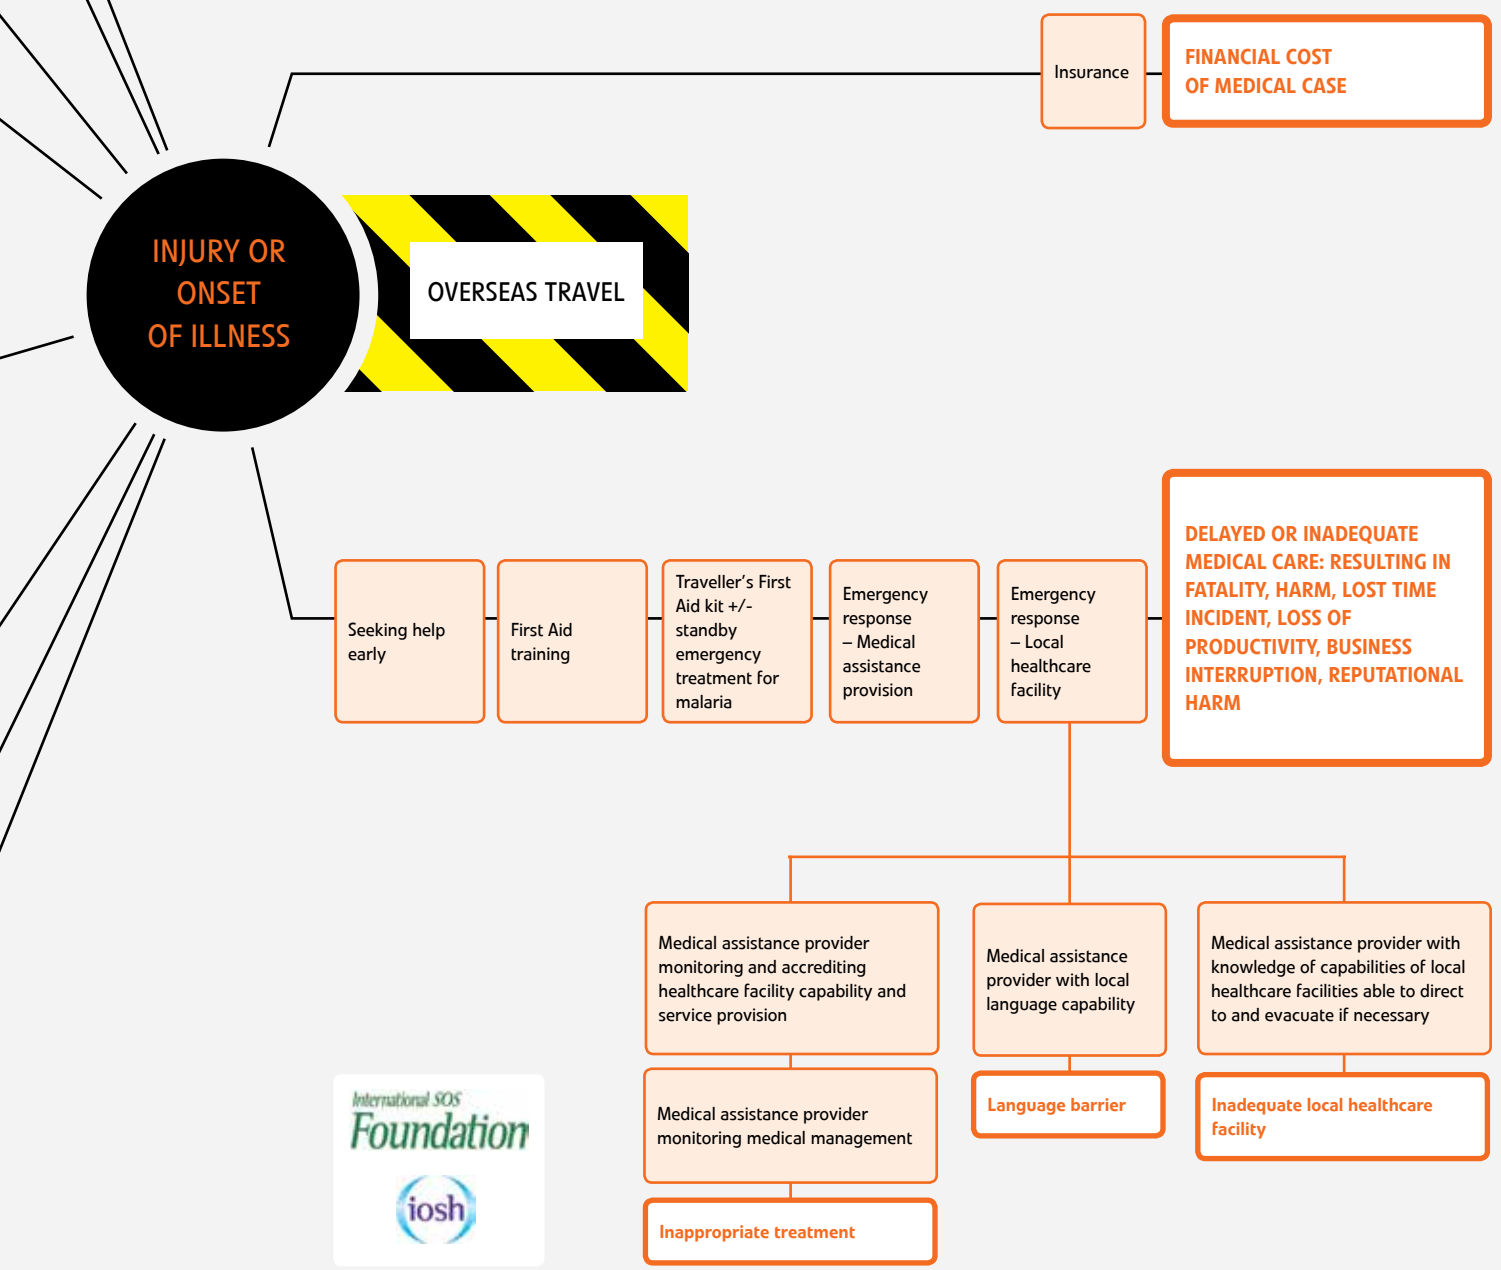 Insurance
FINANCIAL COST
OF MEDICAL CASE
INJURY OR
ONSET
OF ILLNESS
OVERSEAS TRAVEL
Seeking help
early
First Aid
training
Traveller’s First
Aid kit +/-
standby
emergency
treatment for
malaria
Emergency
response
– Medical
assistance
provision
Emergency
response
– Local
healthcare
facility
DELAYED OR INADEQUATE
MEDICAL CARE: RESULTING IN
FATALITY, HARM, LOST TIME
INCIDENT, LOSS OF
PRODUCTIVITY, BUSINESS
INTERRUPTION, REPUTATIONAL
HARM
Medical assistance provider
monitoring and accrediting
healthcare facility capability and
service provision
Medical assistance
provider with local
language capability
Medical assistance provider with
knowledge of capabilities of local
healthcare facilities able to direct
to and evacuate if necessary
Medical assistance provider
monitoring medical management
Language barrier
Inadequate local healthcare
facility
Inappropriate treatment
International SOS
Foundation
iosh